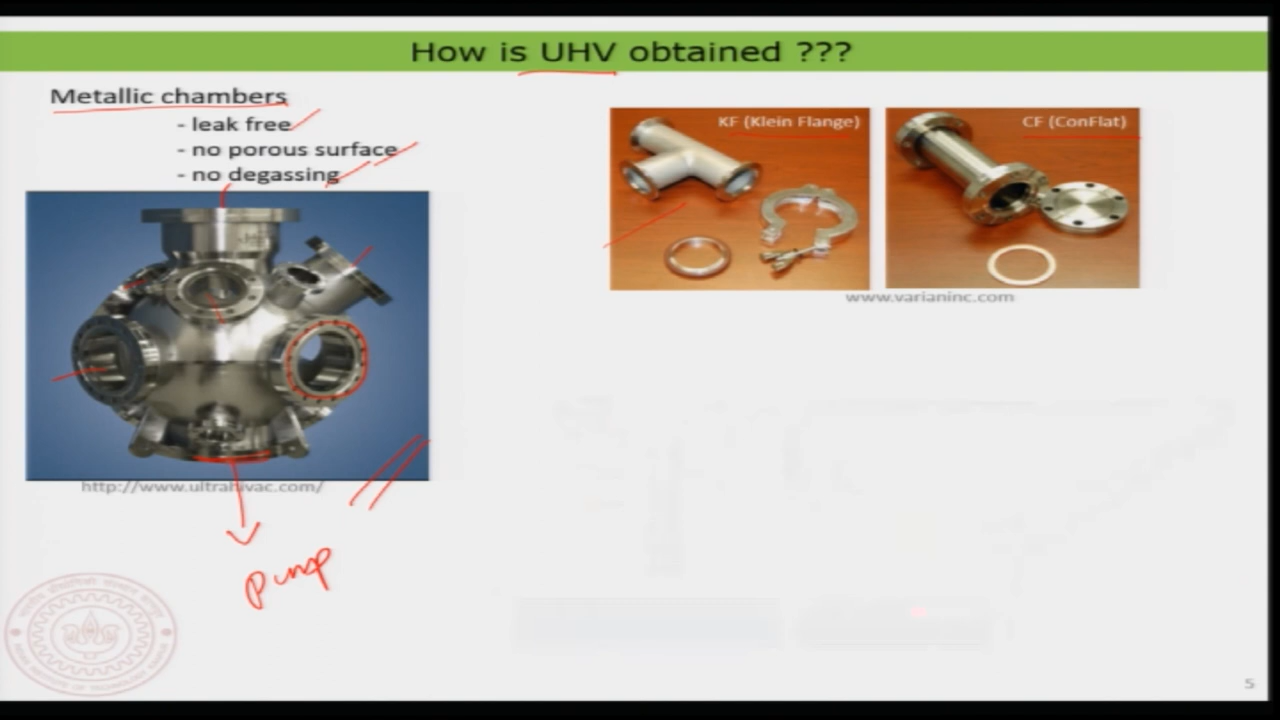 How is UHV obtained ???
Metallic chambers
- leak free
- no porous surface
- no degassing
KF (Klein Flange)
CF (ConFlat)
www.varianinc.com
http://www.ultrahivac.com/
pump
5